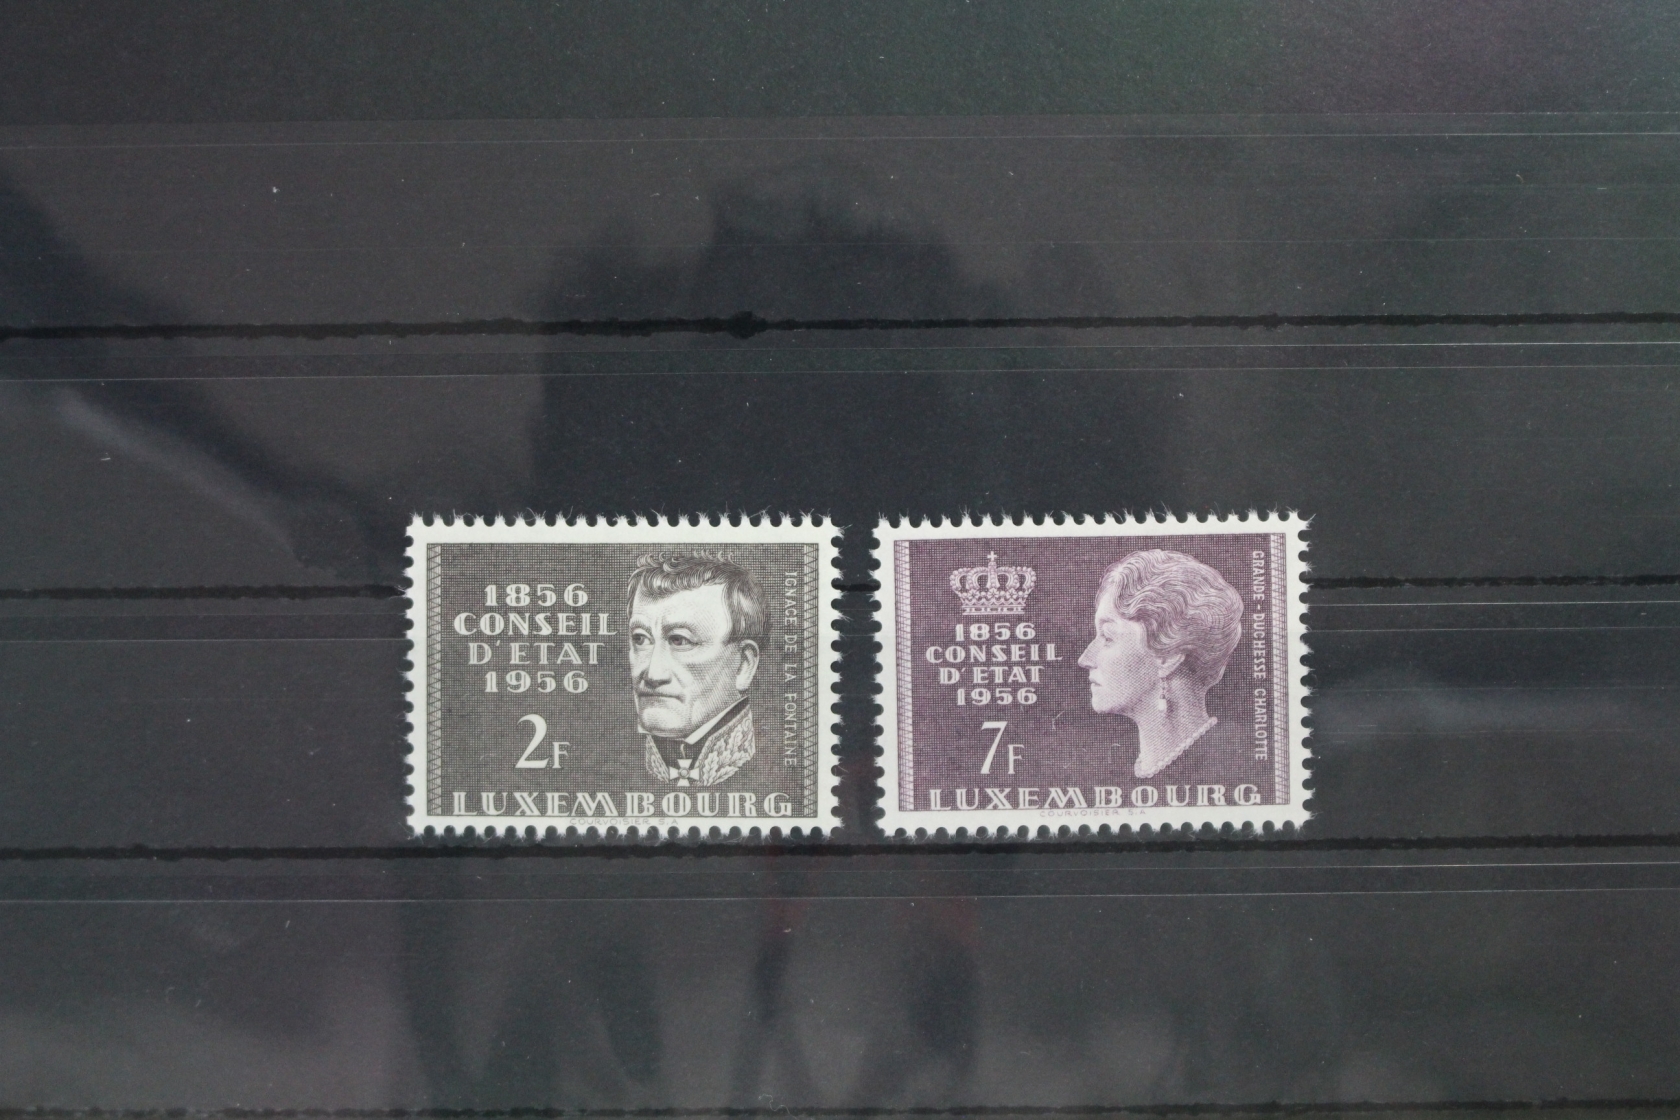 1856
CONSEIL
D'ETAT
1956
2F
IGNACE DE LA FONTAINE
LUXEMBOURG
COURVOISIER S.A
1856
CONSEIL
D'ETAT
1956
7F
GRANDE-DUCHESSE CHARLOTTE
LUXEMBOURG
COURVOISIER S.A